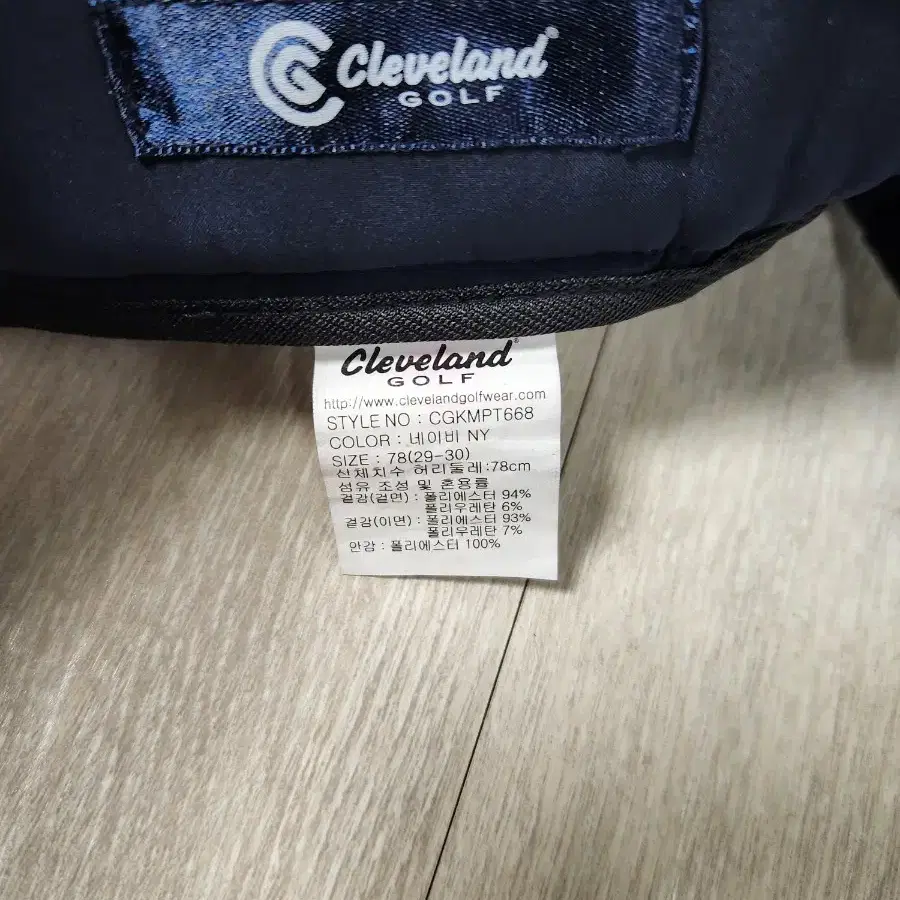 Cleveland
GOLF
Cleveland
GOLF
http://www.clevelandgolfwear.com
STYLE NO : CGKMPT668
COLOR : 네이비 NY
SIZE : 78(29-30)
신체치수 허리둘레:78cm
섬유 조성 및 혼용률
겉감(겉면) : 폴리에스터 94%
폴리우레탄 6%
겉감(이면) : 폴리에스터 93%
폴리우레탄 7%
안감 : 폴리에스터 100%